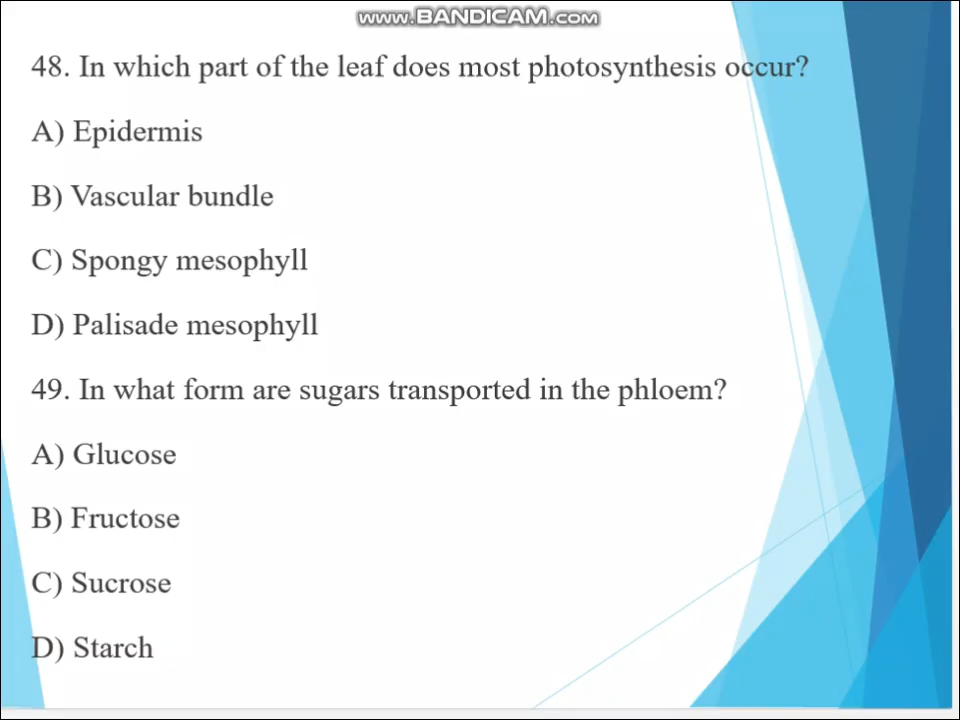 www.BANDICAM.com
48. In which part of the leaf does most photosynthesis occur?
A) Epidermis
B) Vascular bundle
C) Spongy mesophyll
D) Palisade mesophyll
49. In what form are sugars transported in the phloem?
A) Glucose
B) Fructose
C) Sucrose
D) Starch